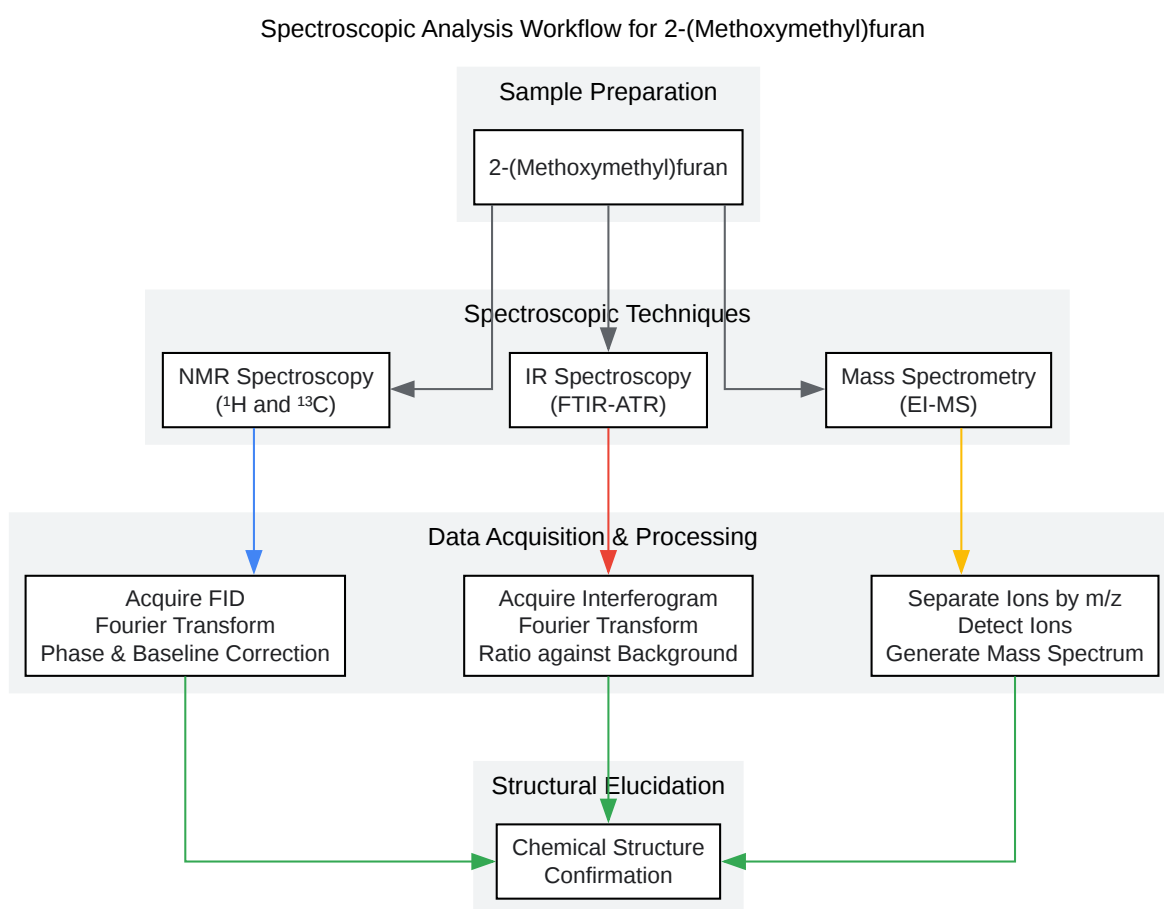 Spectroscopic Analysis Workflow for 2-(Methoxymethyl)furan
Sample Preparation
2-(Methoxymethyl)furan
Spectroscopic Techniques
NMR Spectroscopy
(¹H and ¹³C)
IR Spectroscopy
(FTIR-ATR)
Mass Spectrometry
(EI-MS)
Data Acquisition & Processing
Acquire FID
Fourier Transform
Phase & Baseline Correction
Acquire Interferogram
Fourier Transform
Ratio against Background
Separate Ions by m/z
Detect Ions
Generate Mass Spectrum
Structural Elucidation
Chemical Structure
Confirmation